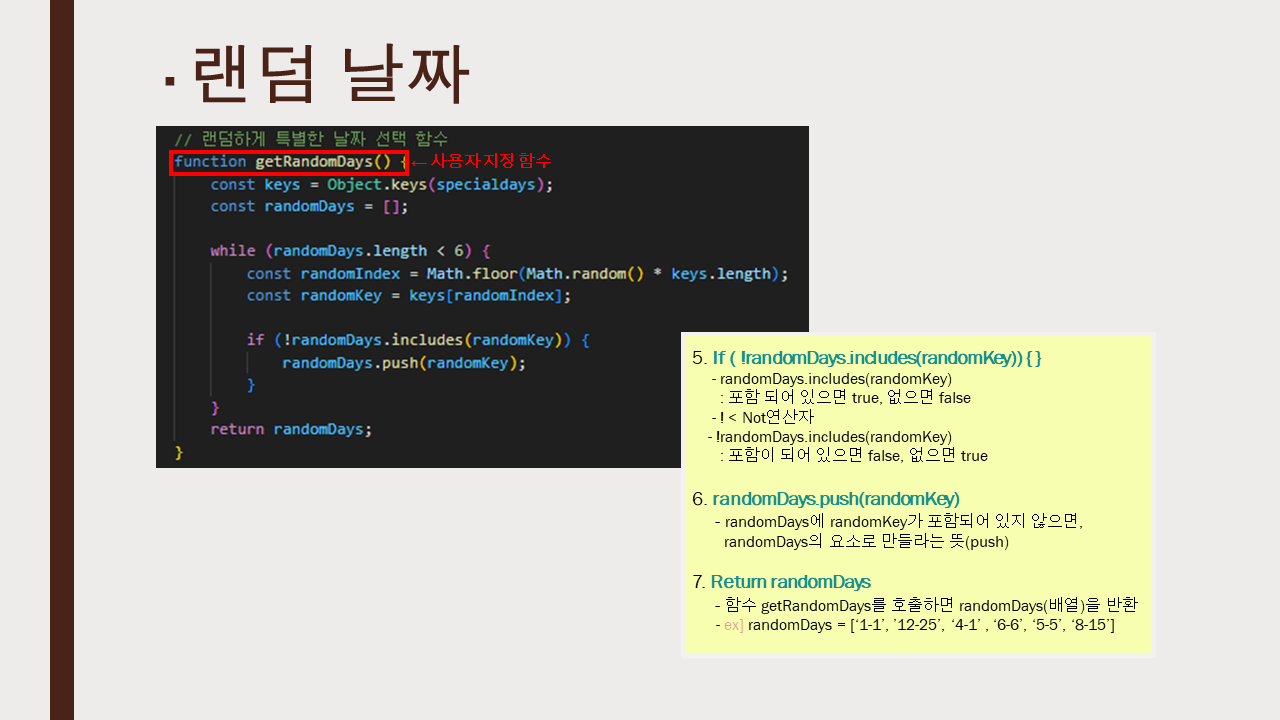 ▪ 랜덤 날짜
// 랜덤하게 특별한 날짜 선택 함수
function getRandomDays() { ←사용자지정 함수
const keys = Object.keys(specialdays);
const randomDays = [];
while (randomDays.length < 6) {
const randomIndex = Math.floor(Math.random() * keys.length);
const randomKey = keys[randomIndex];
if (!randomDays.includes(randomKey)) {
randomDays.push(randomKey);
}
}
return randomDays;
}
5. If ( !randomDays.includes(randomKey)) { }
- randomDays.includes(randomKey)
: 포함 되어 있으면 true, 없으면 false
- ! < Not연산자
- !randomDays.includes(randomKey)
: 포함이 되어 있으면 false, 없으면 true
6. randomDays.push(randomKey)
- randomDays에 randomKey가 포함되어 있지 않으면,
randomDays의 요소로 만들라는 뜻(push)
7. Return randomDays
- 함수 getRandomDays를 호출하면 randomDays(배열)을 반환
- ex] randomDays = [‘1-1’, ’12-25’, ‘4-1’ , ‘6-6’, ‘5-5’, ‘8-15’]